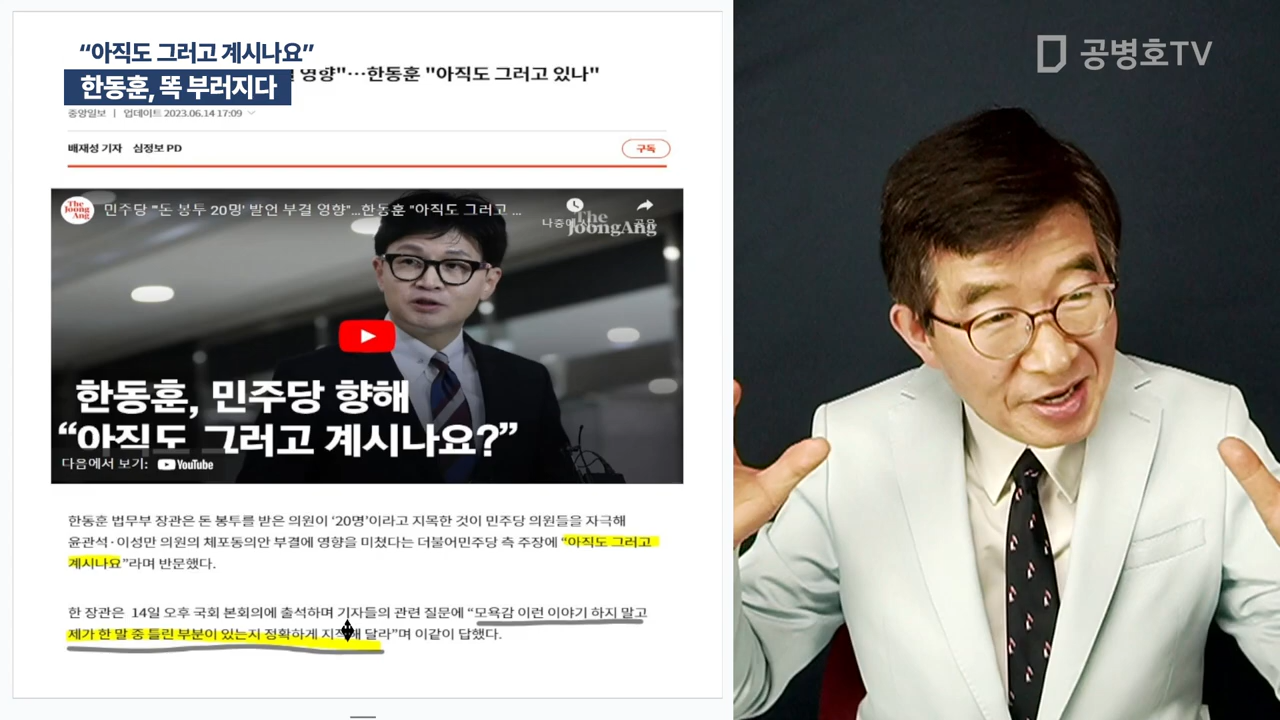 “아직도 그러고 계시나요”
한동훈, 똑 부러지다
영향"…한동훈 "아직도 그러고 있나"
공병호TV
중앙일보 | 업데이트 2023.06.14 17:09
배재성 기자 심정보 PD
구독
The JoongAng
민주당 "돈 봉투 20명' 발언 부결 영향"...한동훈 "아직도 그러고 ...
The JoongAng
한동훈, 민주당 향해
“아직도 그러고 계시나요?”
다음에서 보기: YouTube
한동훈 법무부 장관은 돈 봉투를 받은 의원이 ‘20명’이라고 지목한 것이 민주당 의원들을 자극해
윤관석·이성만 의원의 체포동의안 부결에 영향을 미쳤다는 더불어민주당 측 주장에 “아직도 그러고
계시나요”라며 반문했다.
한 장관은 14일 오후 국회 본회의에 출석하며 기자들의 관련 질문에 “모욕감 이런 이야기 하지 말고
제가 한 말 중 틀린 부분이 있는지 정확하게 지적해 달라”며 이같이 답했다.